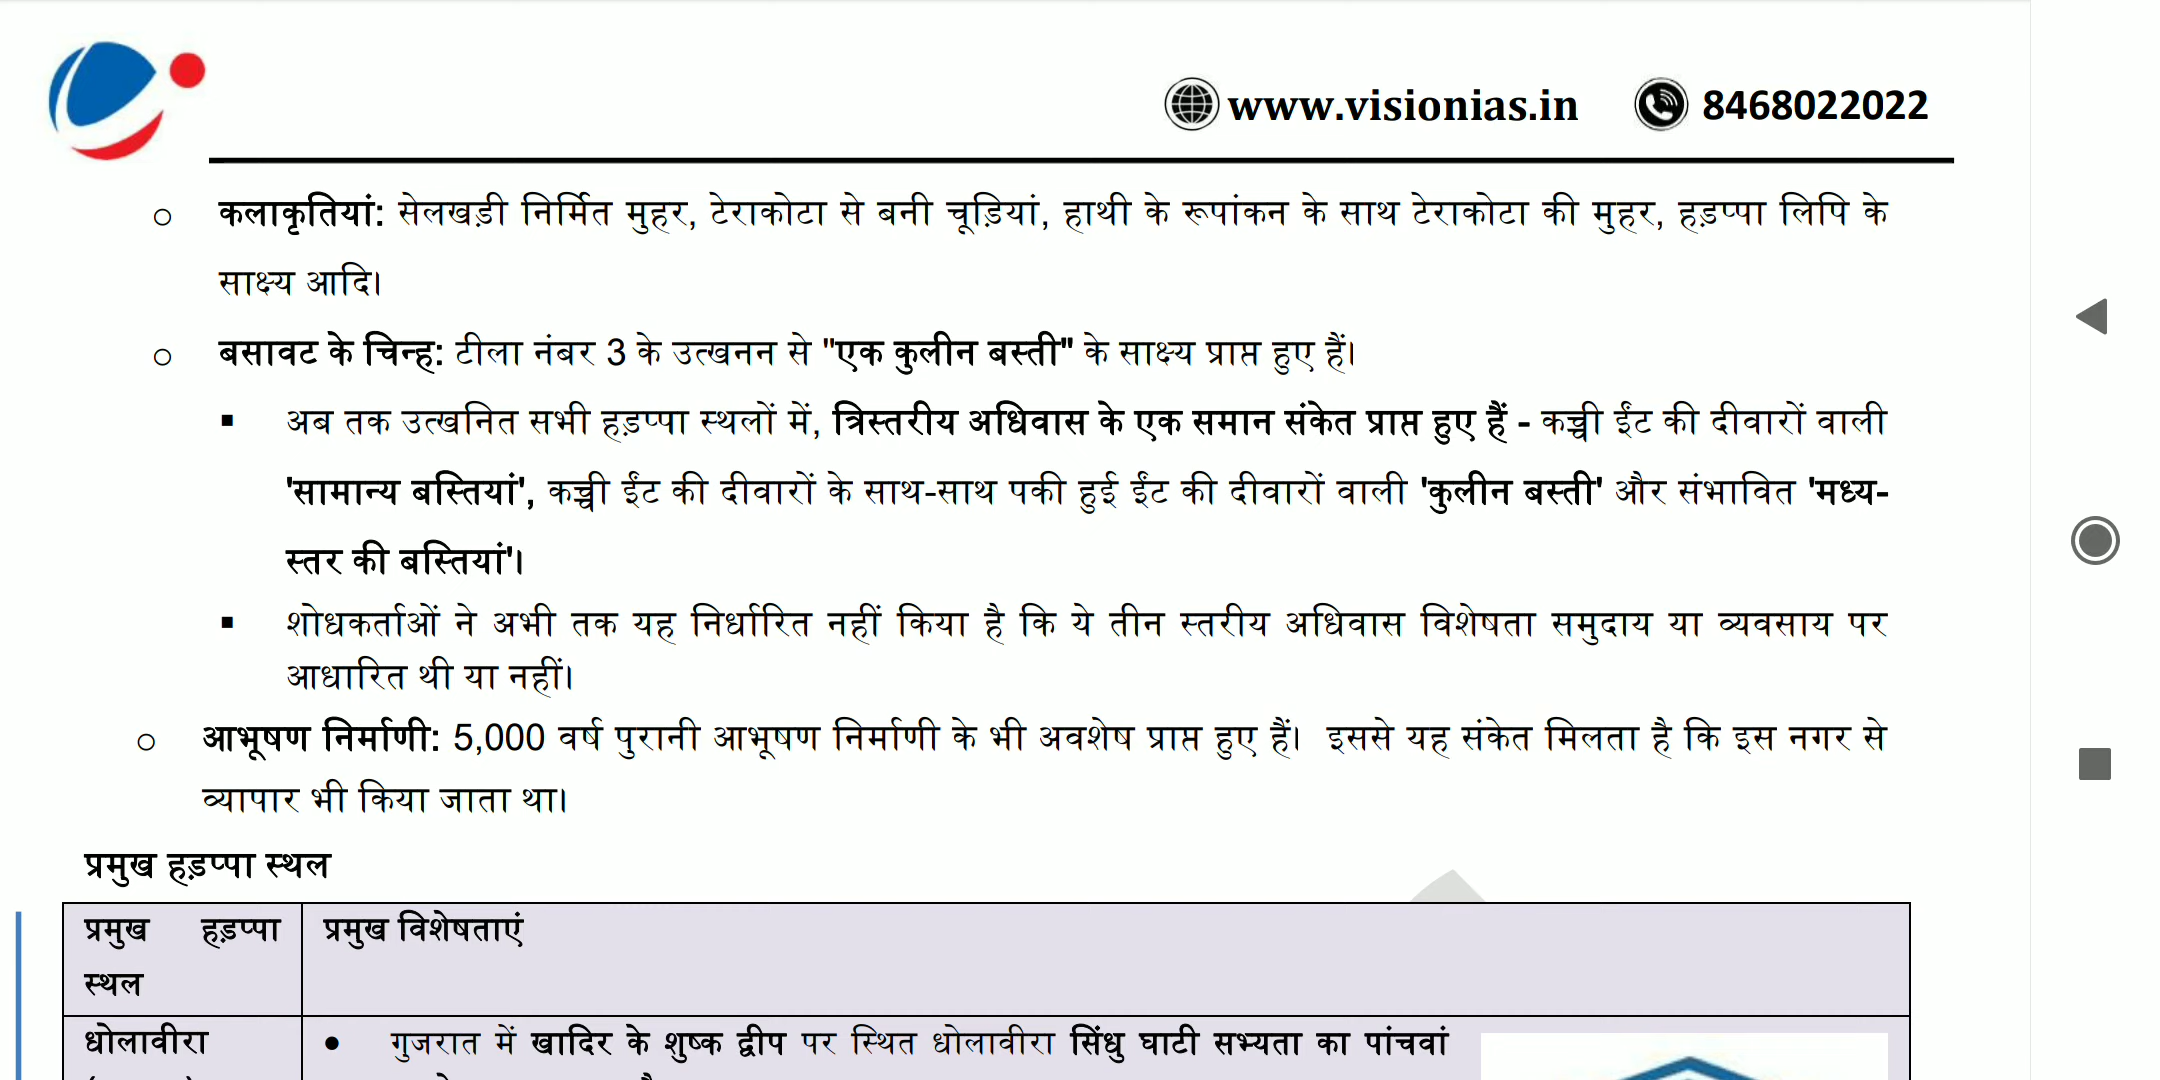 www.visionias.in 8468022022
○ कलाकृतियां: सेलखड़ी निर्मित मुहर, टेराकोटा से बनी चूड़ियां, हाथी के रूपांकन के साथ टेराकोटा की मुहर, हड़प्पा लिपि के
साक्ष्य आदि।
○ बसावट के चिन्ह: टीला नंबर 3 के उत्खनन से "एक कुलीन बस्ती" के साक्ष्य प्राप्त हुए हैं।
▪ अब तक उत्खनित सभी हड़प्पा स्थलों में, त्रिस्तरीय अधिवास के एक समान संकेत प्राप्त हुए हैं - कच्ची ईंट की दीवारों वाली
'सामान्य बस्तियां', कच्ची ईंट की दीवारों के साथ-साथ पकी हुई ईंट की दीवारों वाली 'कुलीन बस्ती' और संभावित 'मध्य-
स्तर की बस्तियां'।
▪ शोधकर्ताओं ने अभी तक यह निर्धारित नहीं किया है कि ये तीन स्तरीय अधिवास विशेषता समुदाय या व्यवसाय पर
आधारित थी या नहीं।
○ आभूषण निर्माणी: 5,000 वर्ष पुरानी आभूषण निर्माणी के भी अवशेष प्राप्त हुए हैं। इससे यह संकेत मिलता है कि इस नगर से
व्यापार भी किया जाता था।
प्रमुख हड़प्पा स्थल
प्रमुख हड़प्पा
स्थल
प्रमुख विशेषताएं
धोलावीरा
● गुजरात में खादिर के शुष्क द्वीप पर स्थित धोलावीरा सिंधु घाटी सभ्यता का पांचवां